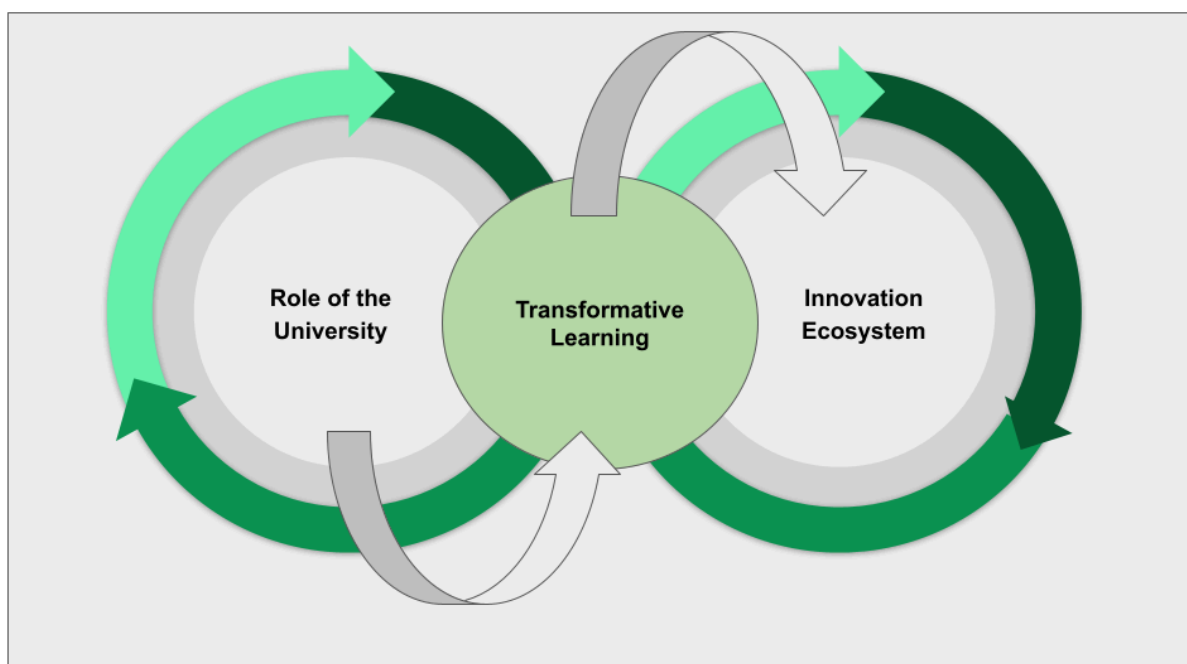 Role of the
University
Transformative
Learning
Innovation
Ecosystem